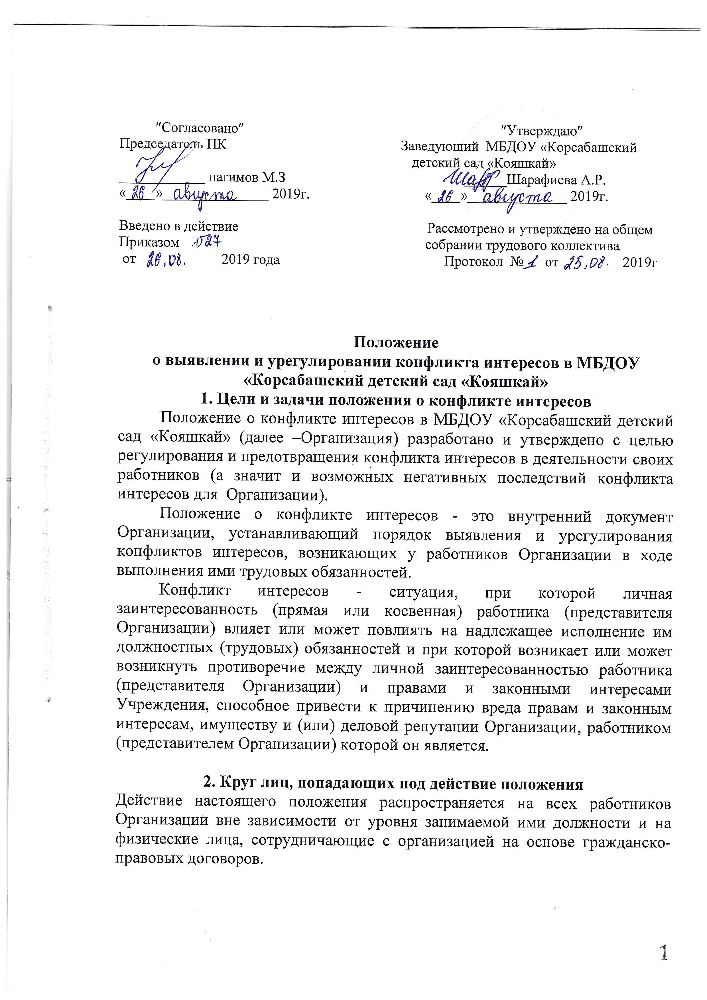 "Согласовано"
Председатель ПК
____________ нагимов М.З
«26» августа 2019г.
Введено в действие
Приказом 27
от 26.08. 2019 года
"Утверждаю"
Заведующий МБДОУ «Корсабашский
детский сад «Кояшкай»
______Шарафиева А.Р.
«26» августа 2019г.
Рассмотрено и утверждено на общем
собрании трудового коллектива
Протокол №1 от 25.08. 2019г
Положение
о выявлении и урегулировании конфликта интересов в МБДОУ
«Корсабашский детский сад «Кояшкай»
1. Цели и задачи положения о конфликте интересов
Положение о конфликте интересов в МБДОУ «Корсабашский детский
сад «Кояшкай» (далее –Организация) разработано и утверждено с целью
регулирования и предотвращения конфликта интересов в деятельности своих
работников (а значит и возможных негативных последствий конфликта
интересов для Организации).
Положение о конфликте интересов - это внутренний документ
Организации, устанавливающий порядок выявления и урегулирования
конфликтов интересов, возникающих у работников Организации в ходе
выполнения ими трудовых обязанностей.
Конфликт интересов - ситуация, при которой личная
заинтересованность (прямая или косвенная) работника (представителя
Организации) влияет или может повлиять на надлежащее исполнение им
должностных (трудовых) обязанностей и при которой возникает или может
возникнуть противоречие между личной заинтересованностью работника
(представителя Организации) и правами и законными интересами
Учреждения, способное привести к причинению вреда правам и законным
интересам, имуществу и (или) деловой репутации Организации, работником
(представителем Организации) которой он является.
2. Круг лиц, попадающих под действие положения
Действие настоящего положения распространяется на всех работников
Организации вне зависимости от уровня занимаемой ими должности и на
физические лица, сотрудничающие с организацией на основе гражданско-
правовых договоров.
1